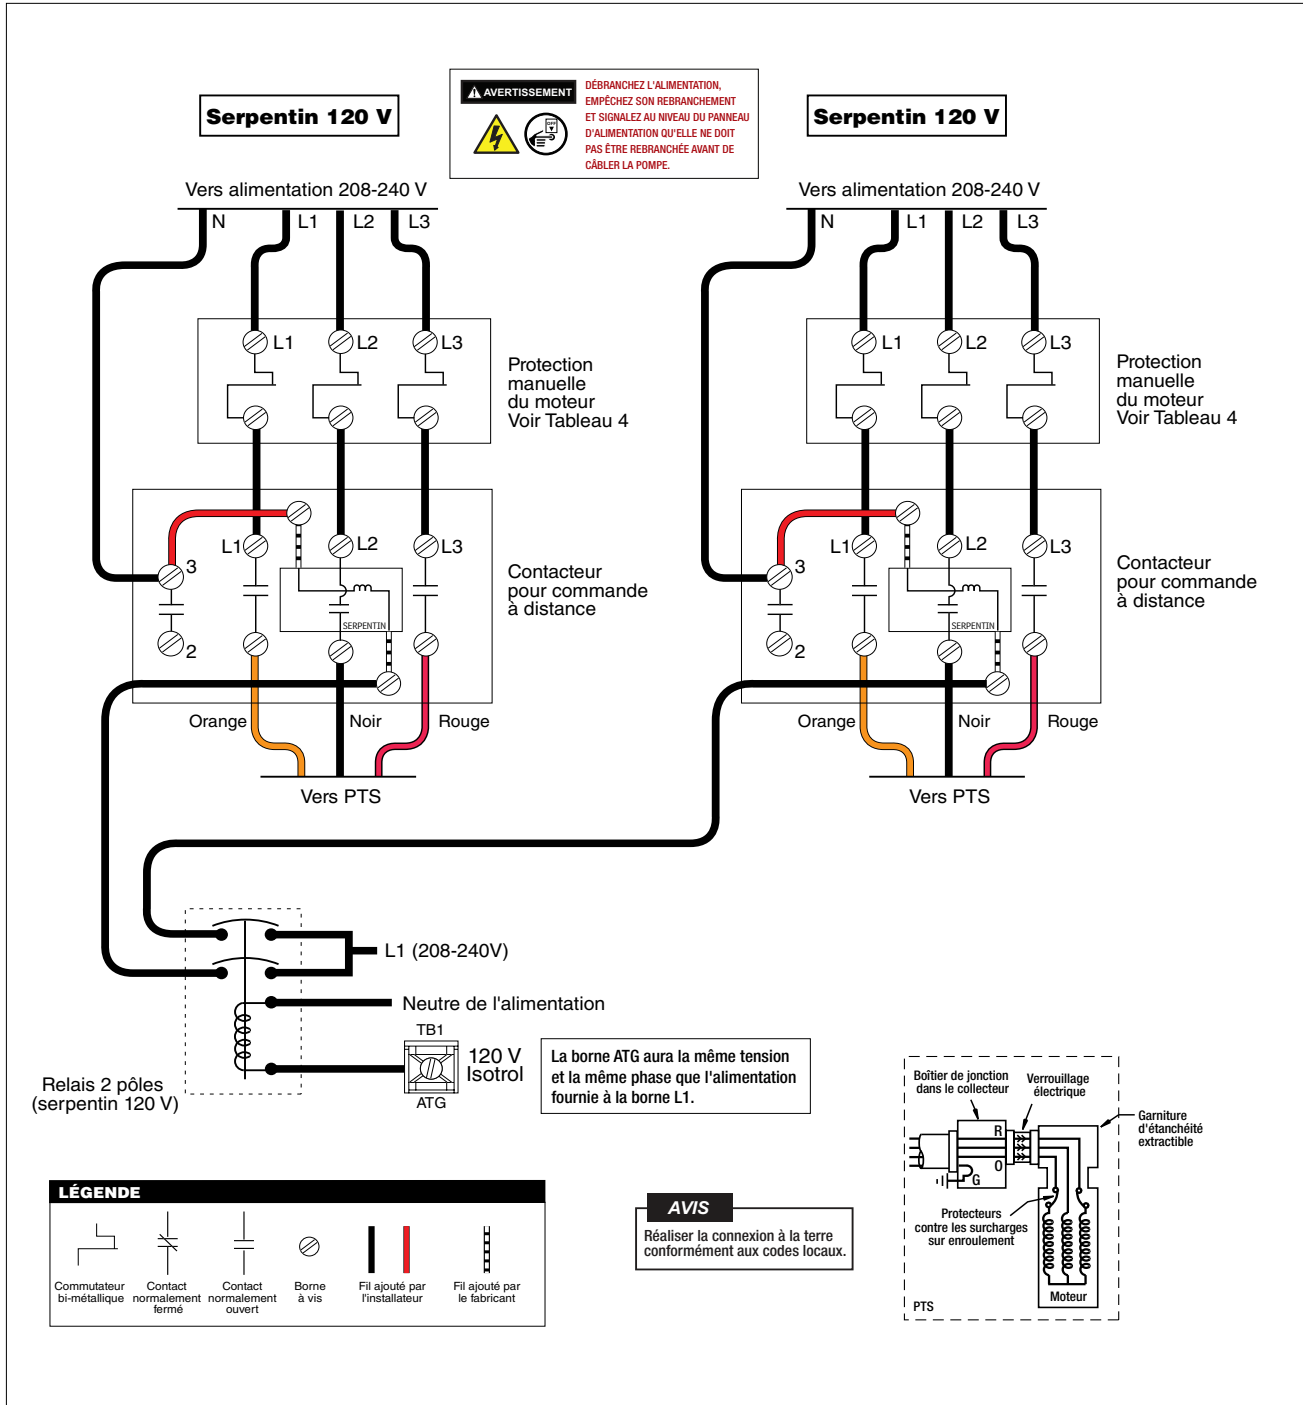 Serpentin 120 V
AVERTISSEMENT
OFF
DÉBRANCHEZ L'ALIMENTATION,
EMPÊCHEZ SON REBRANCHEMENT
ET SIGNALEZ AU NIVEAU DU PANNEAU
D'ALIMENTATION QU'ELLE NE DOIT
PAS ÊTRE REBRANCHÉE AVANT DE
CÂBLER LA POMPE.
Serpentin 120 V
Vers alimentation 208-240 V
N L1 L2 L3
L1 L2 L3
Protection
manuelle
du moteur
Voir Tableau 4
L1 L2 L3
3
2
SERPENTIN
Contacteur
pour commande
à distance
Orange Noir Rouge
Vers PTS
Vers alimentation 208-240 V
N L1 L2 L3
L1 L2 L3
Protection
manuelle
du moteur
Voir Tableau 4
L1 L2 L3
3
2
SERPENTIN
Contacteur
pour commande
à distance
Orange Noir Rouge
Vers PTS
L1 (208-240V)
Neutre de l'alimentation
TB1
120 V
Isotrol
ATG
Relais 2 pôles
(serpentin 120 V)
La borne ATG aura la même tension
et la même phase que l'alimentation
fournie à la borne L1.
Boîtier de jonction
dans le collecteur
Verrouillage
électrique
Garniture
d'étanchéité
extractible
R
O
G
Protecteurs
contre les surcharges
sur enroulement
Moteur
PTS
LÉGENDE
Commutateur
bi-métallique
Contact
normalement
fermé
Contact
normalement
ouvert
Borne
à vis
Fil ajouté par
l'installateur
Fil ajouté par
le fabricant
AVIS
Réaliser la connexion à la terre
conformément aux codes locaux.